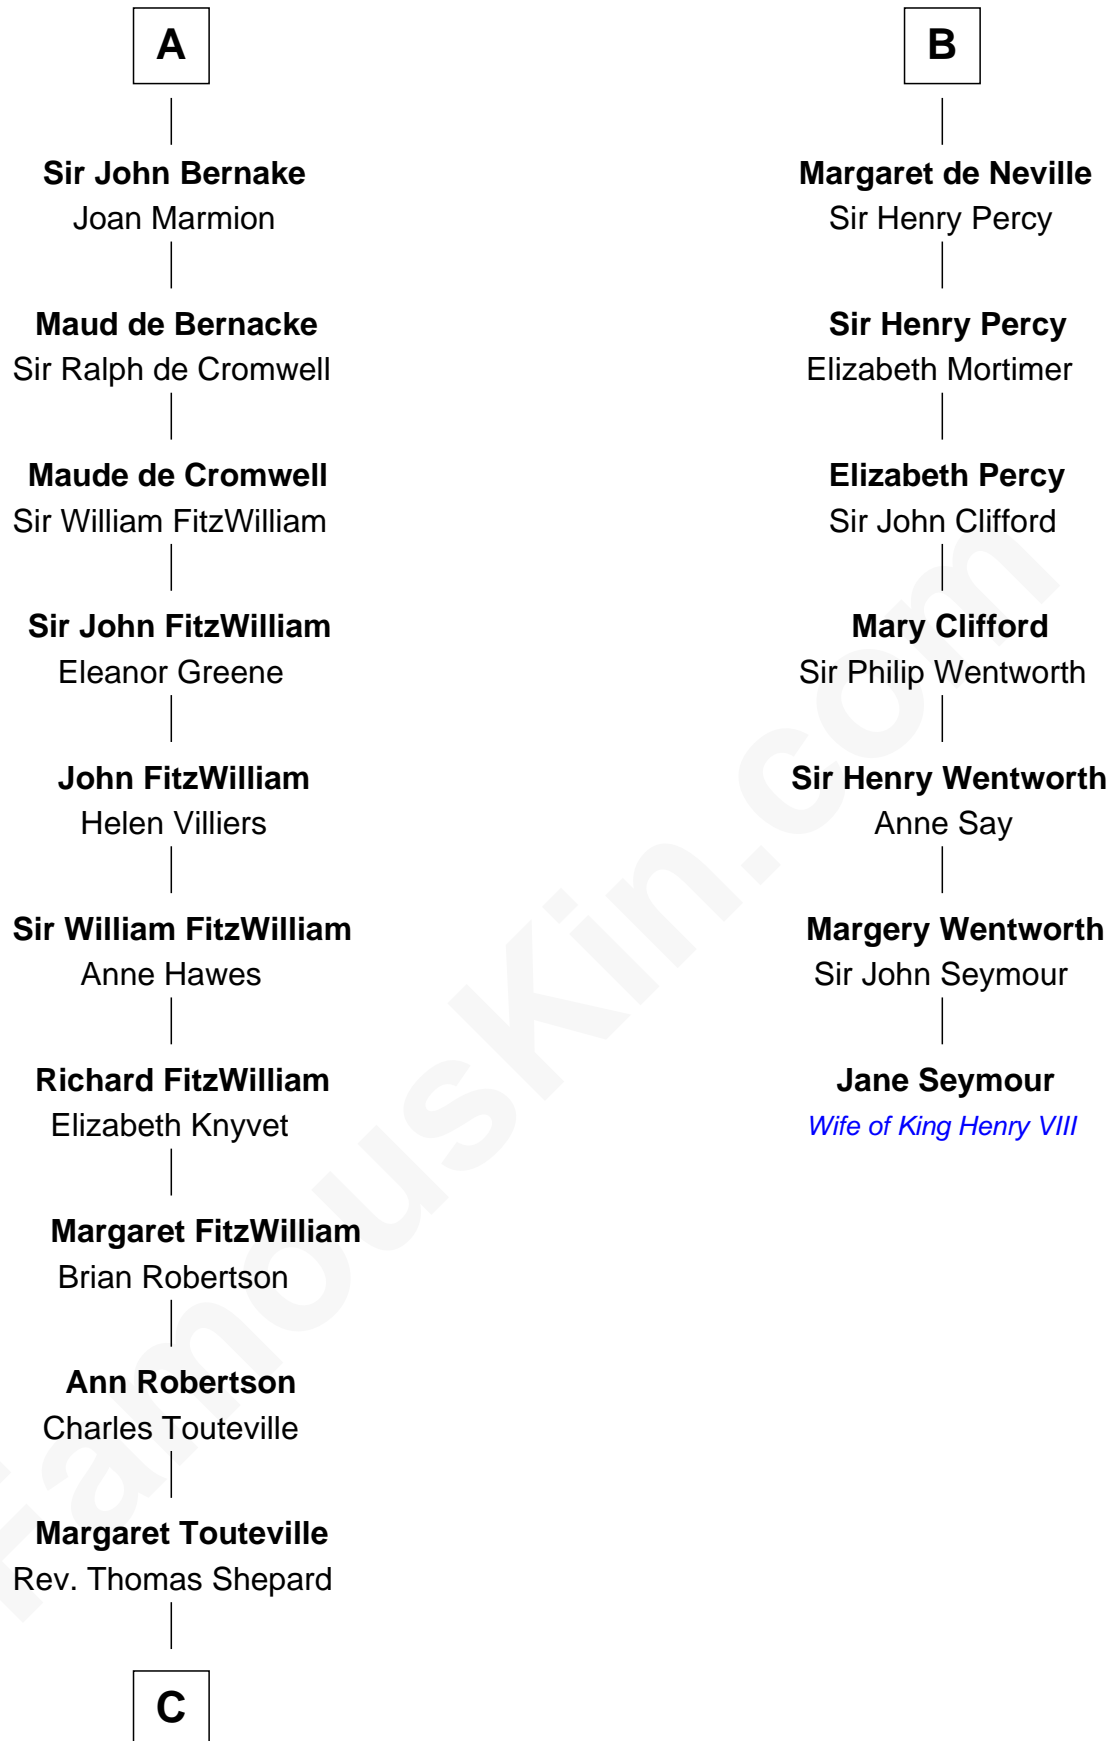 A
Sir John Bernake
Joan Marmion
Maud de Bernacke
Sir Ralph de Cromwell
Maude de Cromwell
Sir William FitzWilliam
Sir John FitzWilliam
Eleanor Greene
John FitzWilliam
Helen Villiers
Sir William FitzWilliam
Anne Hawes
Richard FitzWilliam
Elizabeth Knyvet
Margaret FitzWilliam
Brian Robertson
Ann Robertson
Charles Touteville
Margaret Touteville
Rev. Thomas Shepard
C
B
Margaret de Neville
Sir Henry Percy
Sir Henry Percy
Elizabeth Mortimer
Elizabeth Percy
Sir John Clifford
Mary Clifford
Sir Philip Wentworth
Sir Henry Wentworth
Anne Say
Margery Wentworth
Sir John Seymour
Jane Seymour
Wife of King Henry VIII
FamousKin.com